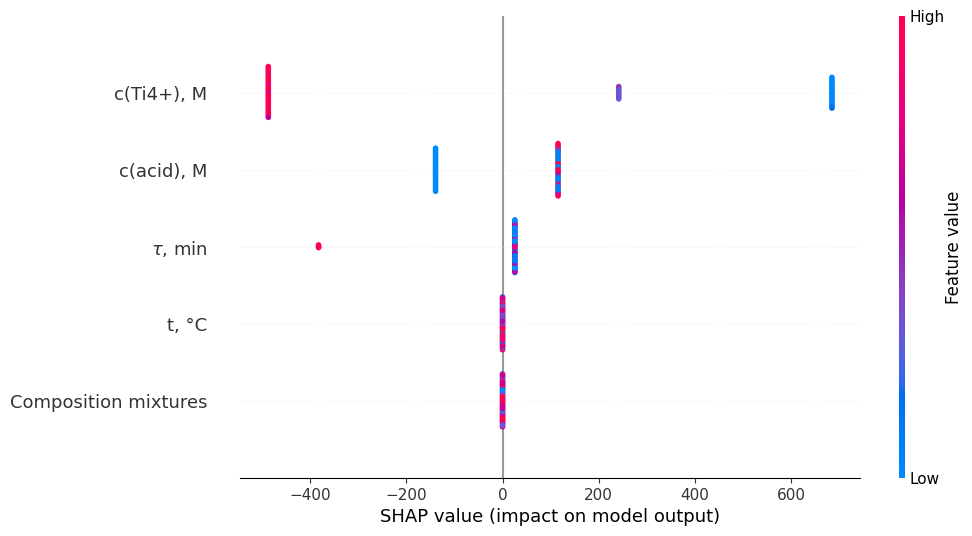 High
c(Ti4+), M
c(acid), M
τ, min
t, °C
Composition mixtures
Feature value
Low
−400 −200 0 200 400 600
SHAP value (impact on model output)